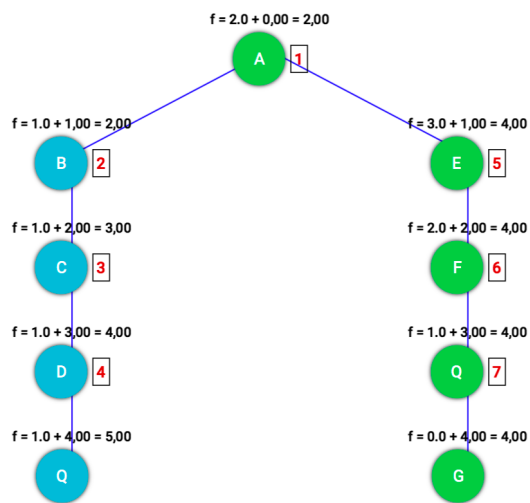 f = 2.0 + 0,00 = 2,00
A 1
f = 1.0 + 1,00 = 2,00 f = 3.0 + 1,00 = 4,00
B 2 E 5
f = 1.0 + 2,00 = 3,00 f = 2.0 + 2,00 = 4,00
C 3 F 6
f = 1.0 + 3,00 = 4,00 f = 1.0 + 3,00 = 4,00
D 4 Q 7
f = 1.0 + 4,00 = 5,00 f = 0.0 + 4,00 = 4,00
Q G